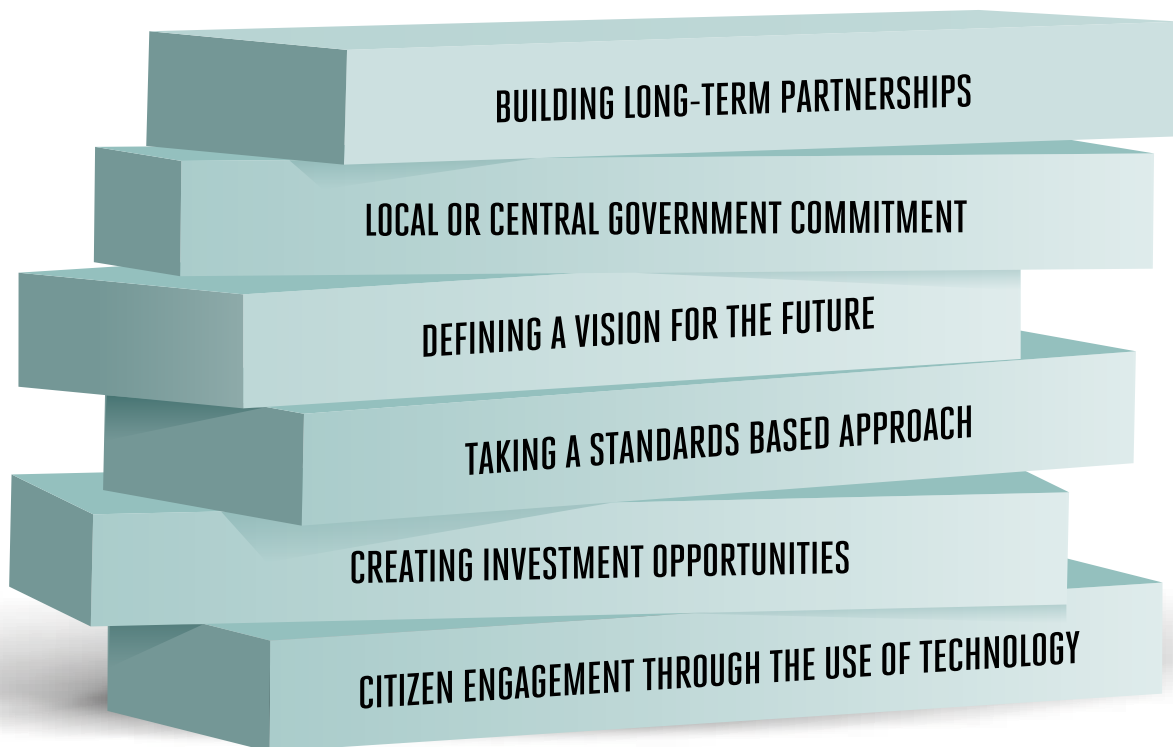 BUILDING LONG-TERM PARTNERSHIPS
LOCAL OR CENTRAL GOVERNMENT COMMITMENT
DEFINING A VISION FOR THE FUTURE
TAKING A STANDARDS BASED APPROACH
CREATING INVESTMENT OPPORTUNITIES
CITIZEN ENGAGEMENT THROUGH THE USE OF TECHNOLOGY